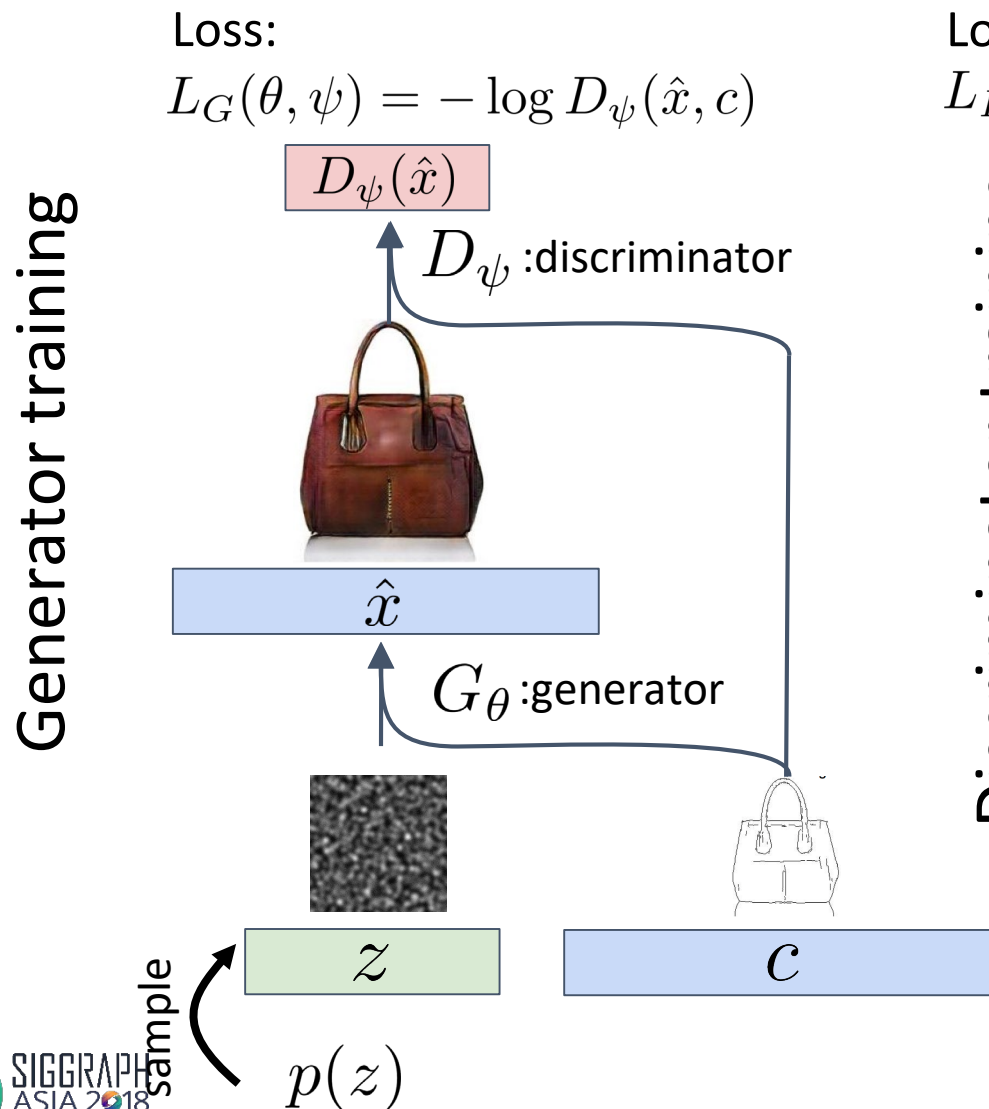 Loss:
L_G(θ, ψ) = − log D_ψ(x̂, c)
D_ψ(x̂)
D_ψ :discriminator
Generator training
x̂
G_θ :generator
z
c
sample
p(z)
SIGGRAPH
ASIA 2018